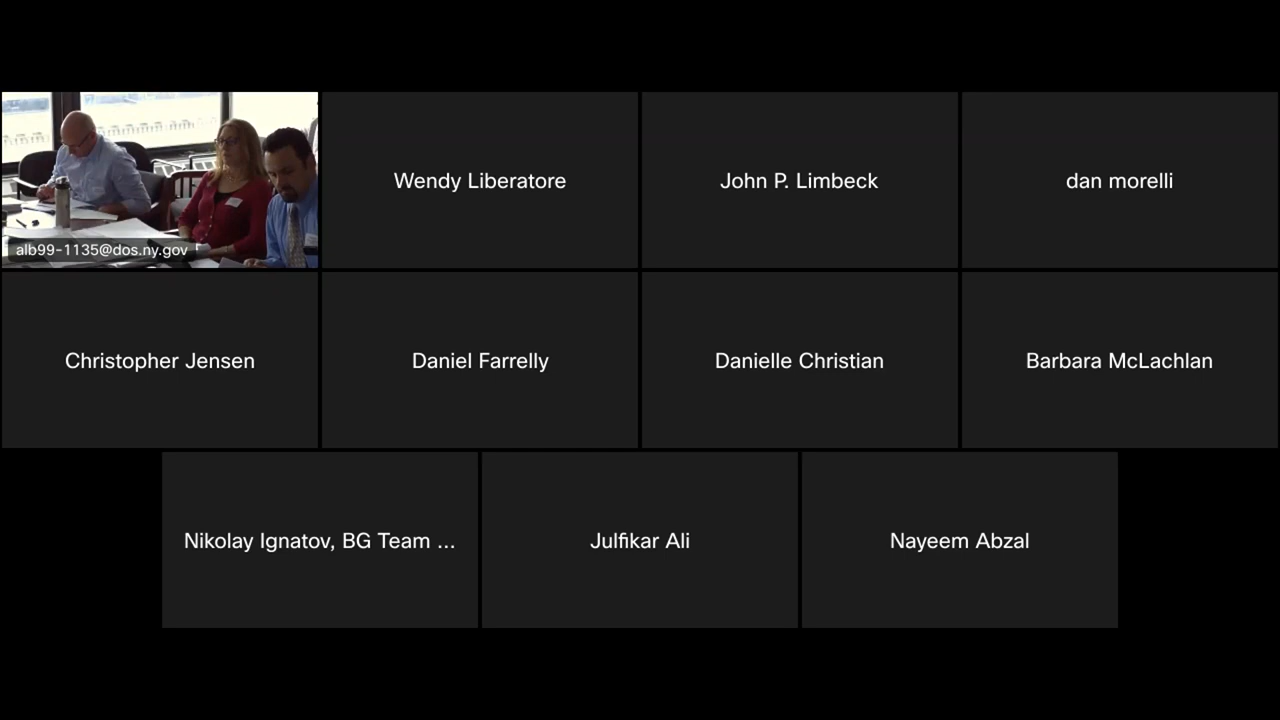 alb99-1135@dos.ny.gov
Wendy Liberatore
John P. Limbeck
dan morelli
Christopher Jensen
Daniel Farrelly
Danielle Christian
Barbara McLachlan
Nikolay Ignatov, BG Team ...
Julfikar Ali
Nayeem Abzal